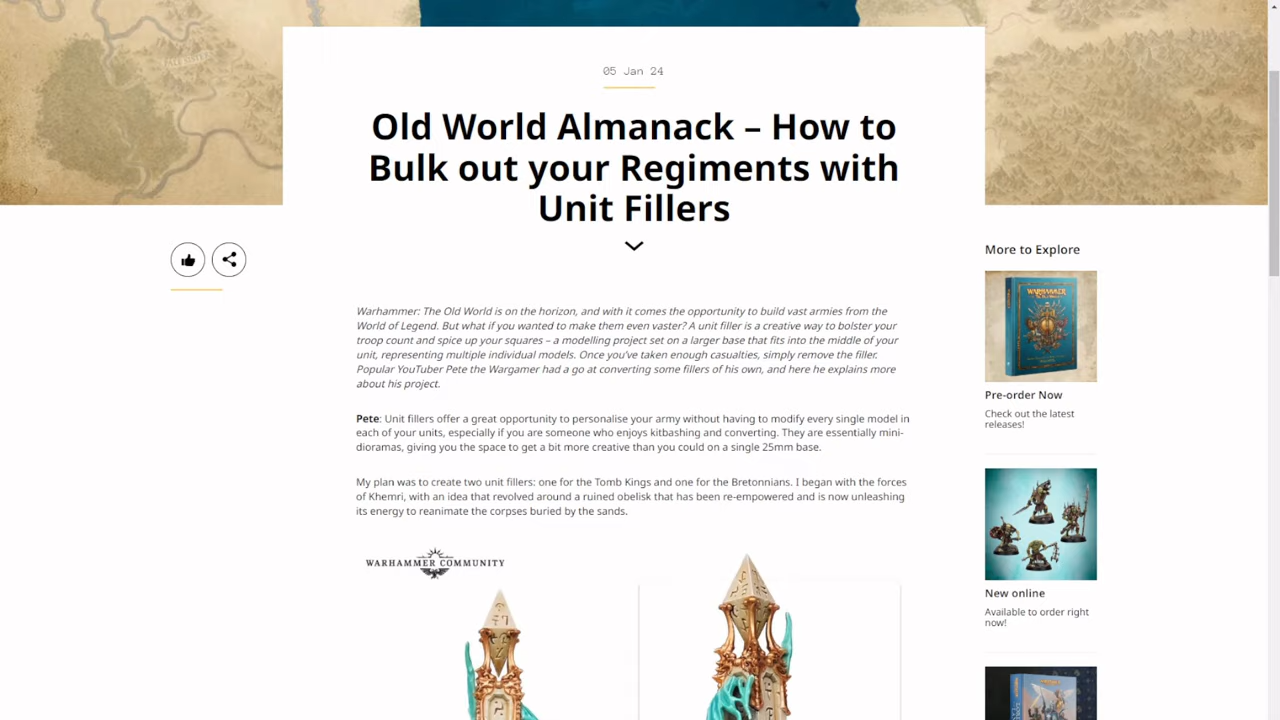 05 Jan 24
Old World Almanack – How to
Bulk out your Regiments with
Unit Fillers
More to Explore
Warhammer: The Old World is on the horizon, and with it comes the opportunity to build vast armies from the
World of Legend. But what if you wanted to make them even vaster? A unit filler is a creative way to bolster your
troop count and spice up your squares – a modelling project set on a larger base that fits into the middle of your
unit, representing multiple individual models. Once you've taken enough casualties, simply remove the filler.
Popular YouTuber Pete the Wargamer had a go at converting some fillers of his own, and here he explains more
about his project.
Pete: Unit fillers offer a great opportunity to personalise your army without having to modify every single model in
each of your units, especially if you are someone who enjoys kitbashing and converting. They are essentially mini-
dioramas, giving you the space to get a bit more creative than you could on a single 25mm base.
My plan was to create two unit fillers: one for the Tomb Kings and one for the Bretonnians. I began with the forces
of Khemri, with an idea that revolved around a ruined obelisk that has been re-empowered and is now unleashing
its energy to reanimate the corpses buried by the sands.
WARHAMMER COMMUNITY
WARHAMMER
Pre-order Now
Check out the latest
releases!
New online
Available to order right
now!